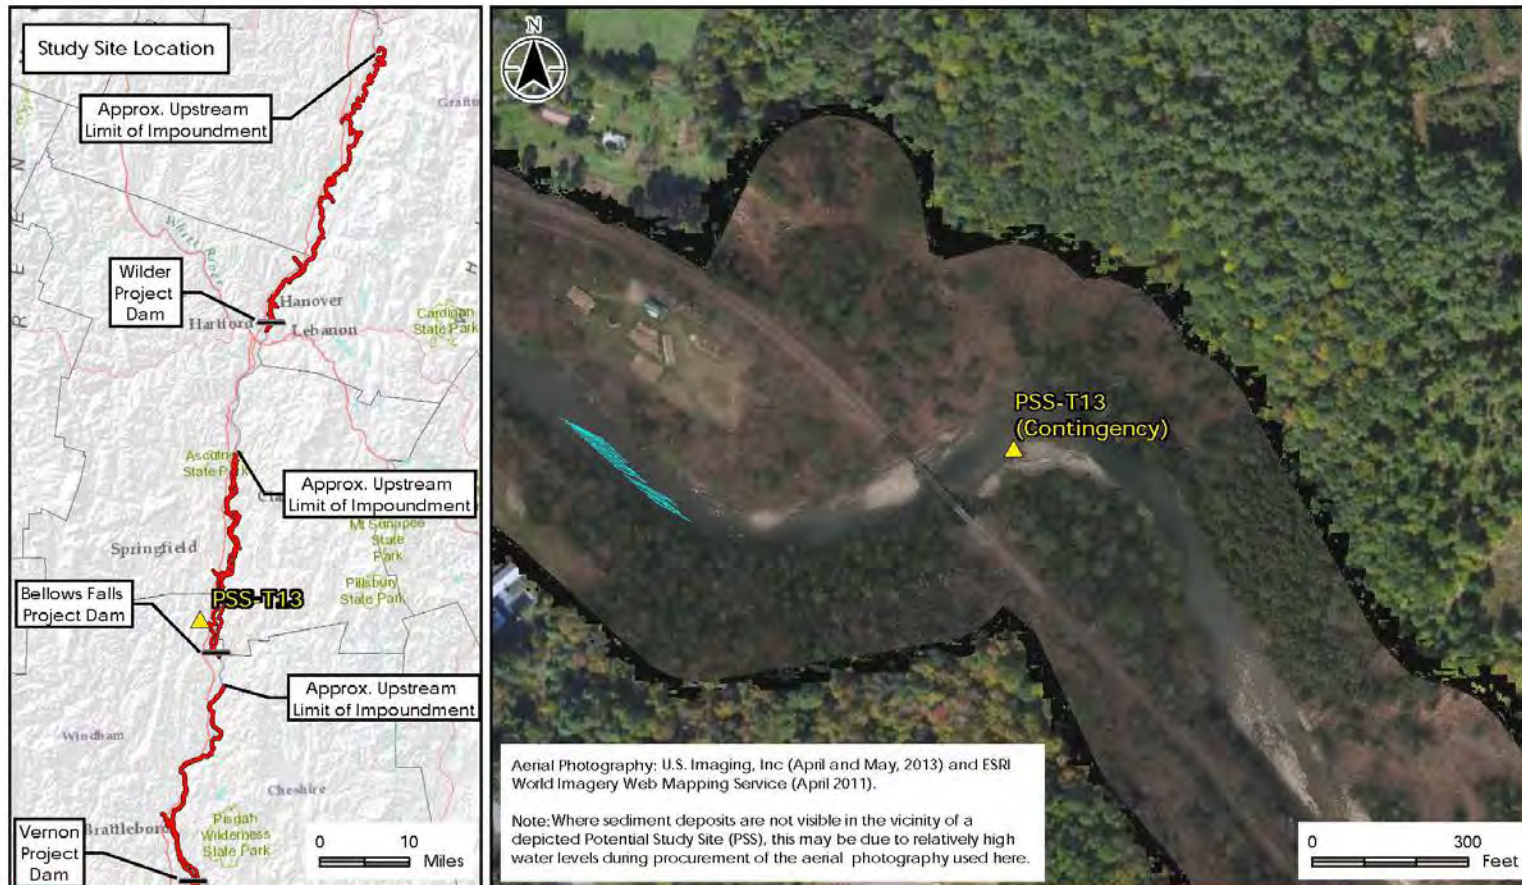 Study Site Location
Approx. Upstream
Limit of Impoundment
Wilder
Project
Dam
Hanover
Hartford
Lebanon
Cardigan
State Park
Ascutney
State Park
Approx. Upstream
Limit of Impoundment
Mt Sunapee
State
Park
Springfield
Pillsbury
State Park
Bellows Falls
Project Dam
PSS-T13
Approx. Upstream
Limit of Impoundment
Windham
Cheshire
Brattleboro
Pisgah
Wilderness
State Park
Vernon
Project
Dam
0 10
Miles
N
PSS-T13
(Contingency)
Aerial Photography: U.S. Imaging, Inc (April and May, 2013) and ESRI
World Imagery Web Mapping Service (April 2011).
Note: Where sediment deposits are not visible in the vicinity of a
depicted Potential Study Site (PSS), this may be due to relatively high
water levels during procurement of the aerial photography used here.
0 300
Feet